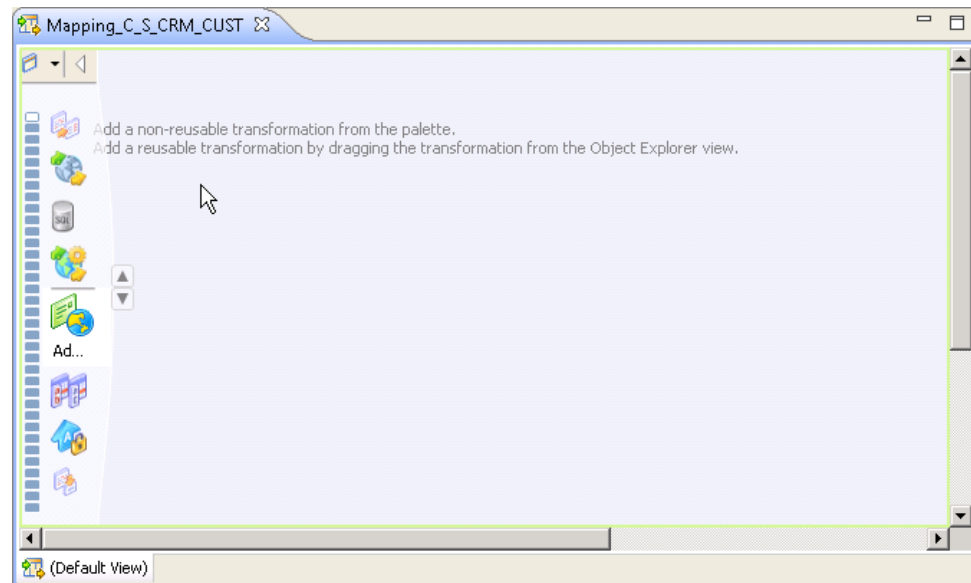 Mapping_C_S_CRM_CUST
Add a non-reusable transformation from the palette.
Add a reusable transformation by dragging the transformation from the Object Explorer view.
SQL
Ad...
(Default View)